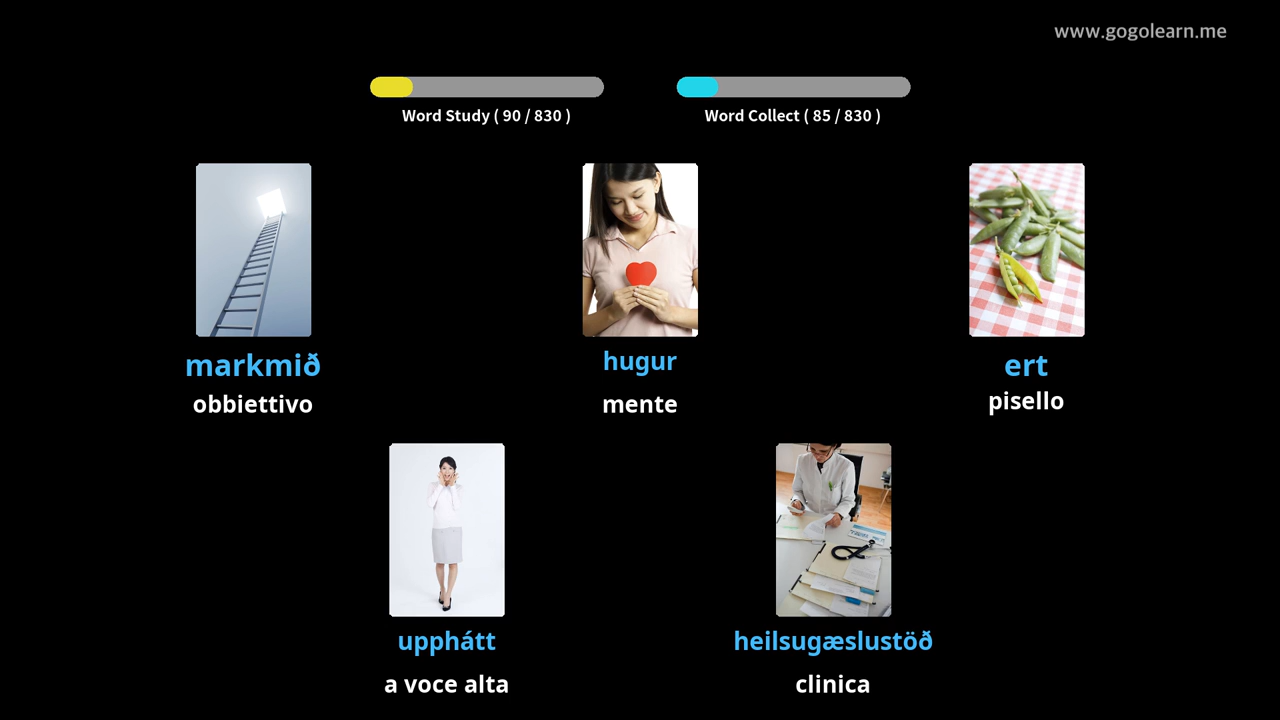 www.gogolearn.me
Word Study ( 90 / 830 )
Word Collect ( 85 / 830 )
markmið
obbiettivo
hugur
mente
ert
pisello
upphátt
a voce alta
heilsugæslustöð
clinica